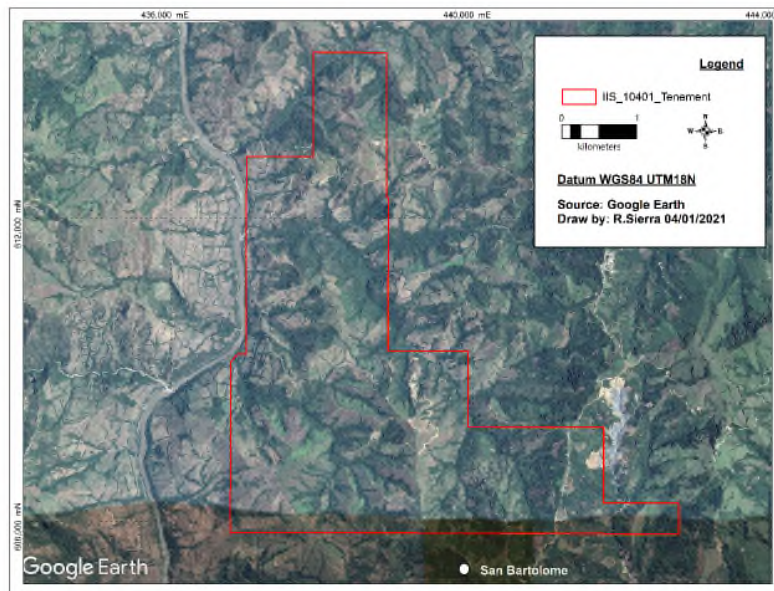 436,000 mE 440,000 mE 444,000
Legend
IIS_10401_Tenement
0 1
kilometers
N
W E
S
Datum WGS84 UTM18N
Source: Google Earth
Draw by: R.Sierra 04/01/2021
612,000 mN
608,000 mN
Google Earth
San Bartolome